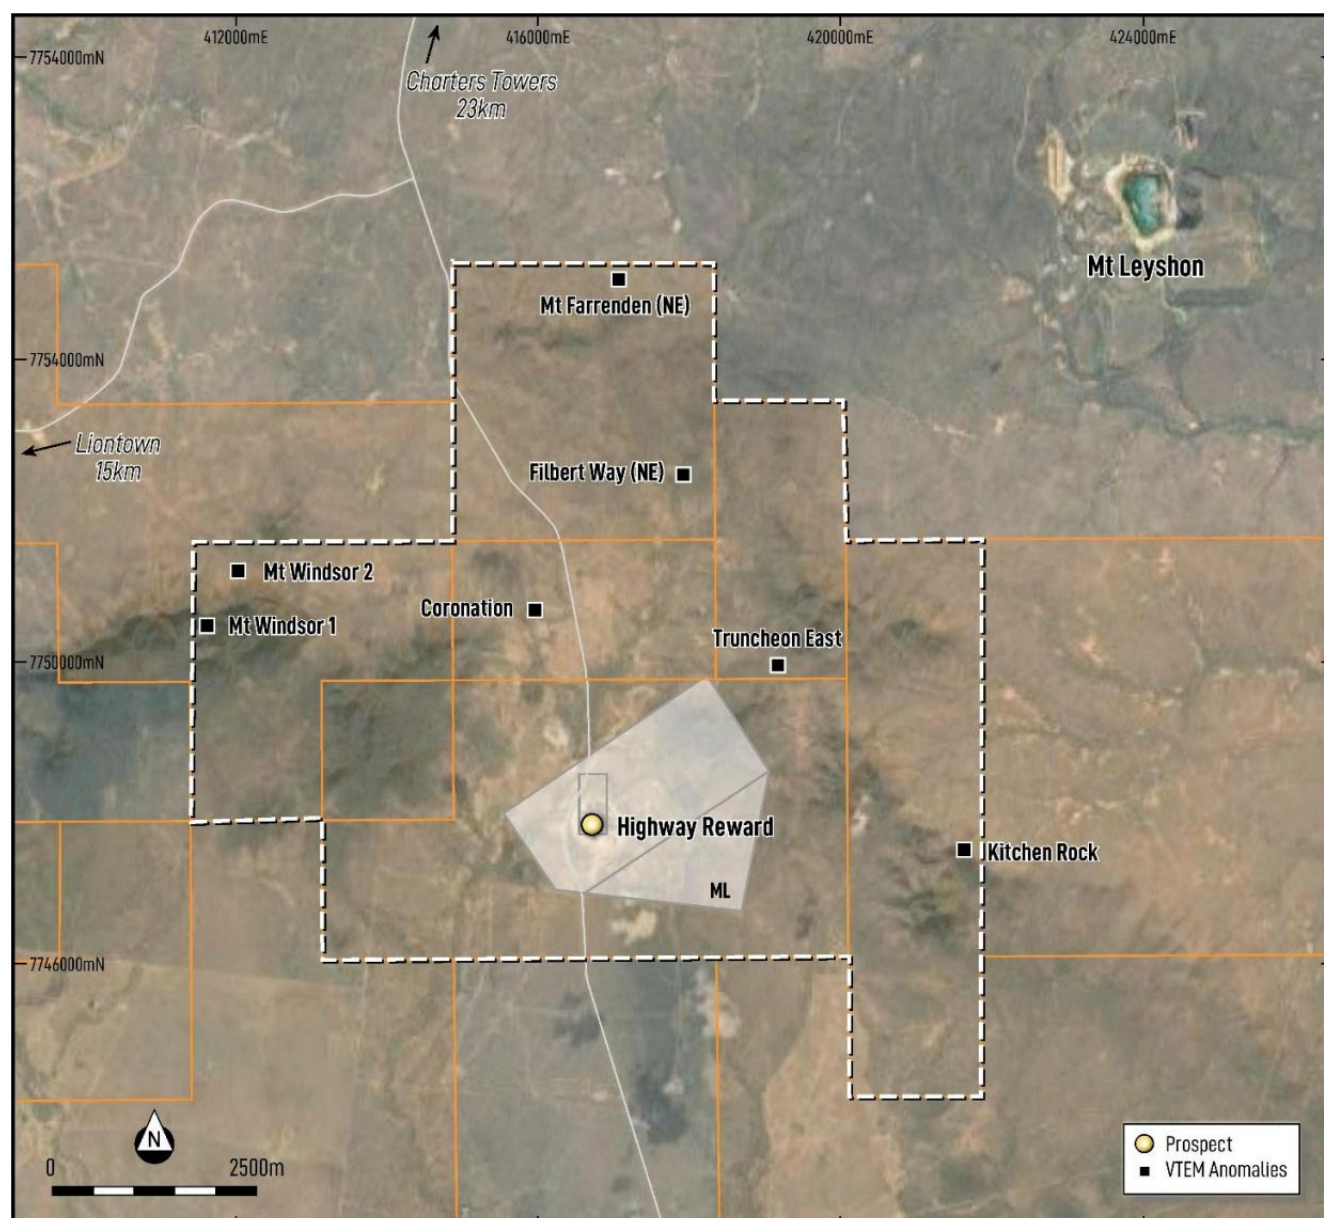 412000mE
416000mE
420000mE
424000mE
7754000mN
Charters Towers
23km
Mt Leyshon
Mt Farrenden (NE)
7754000mN
Liontown
15km
Filbert Way (NE)
Mt Windsor 2
Coronation
Mt Windsor 1
Truncheon East
7750000mN
Highway Reward
Kitchen Rock
ML
7746000mN
N
0
2500m
Prospect
VTEM Anomalies